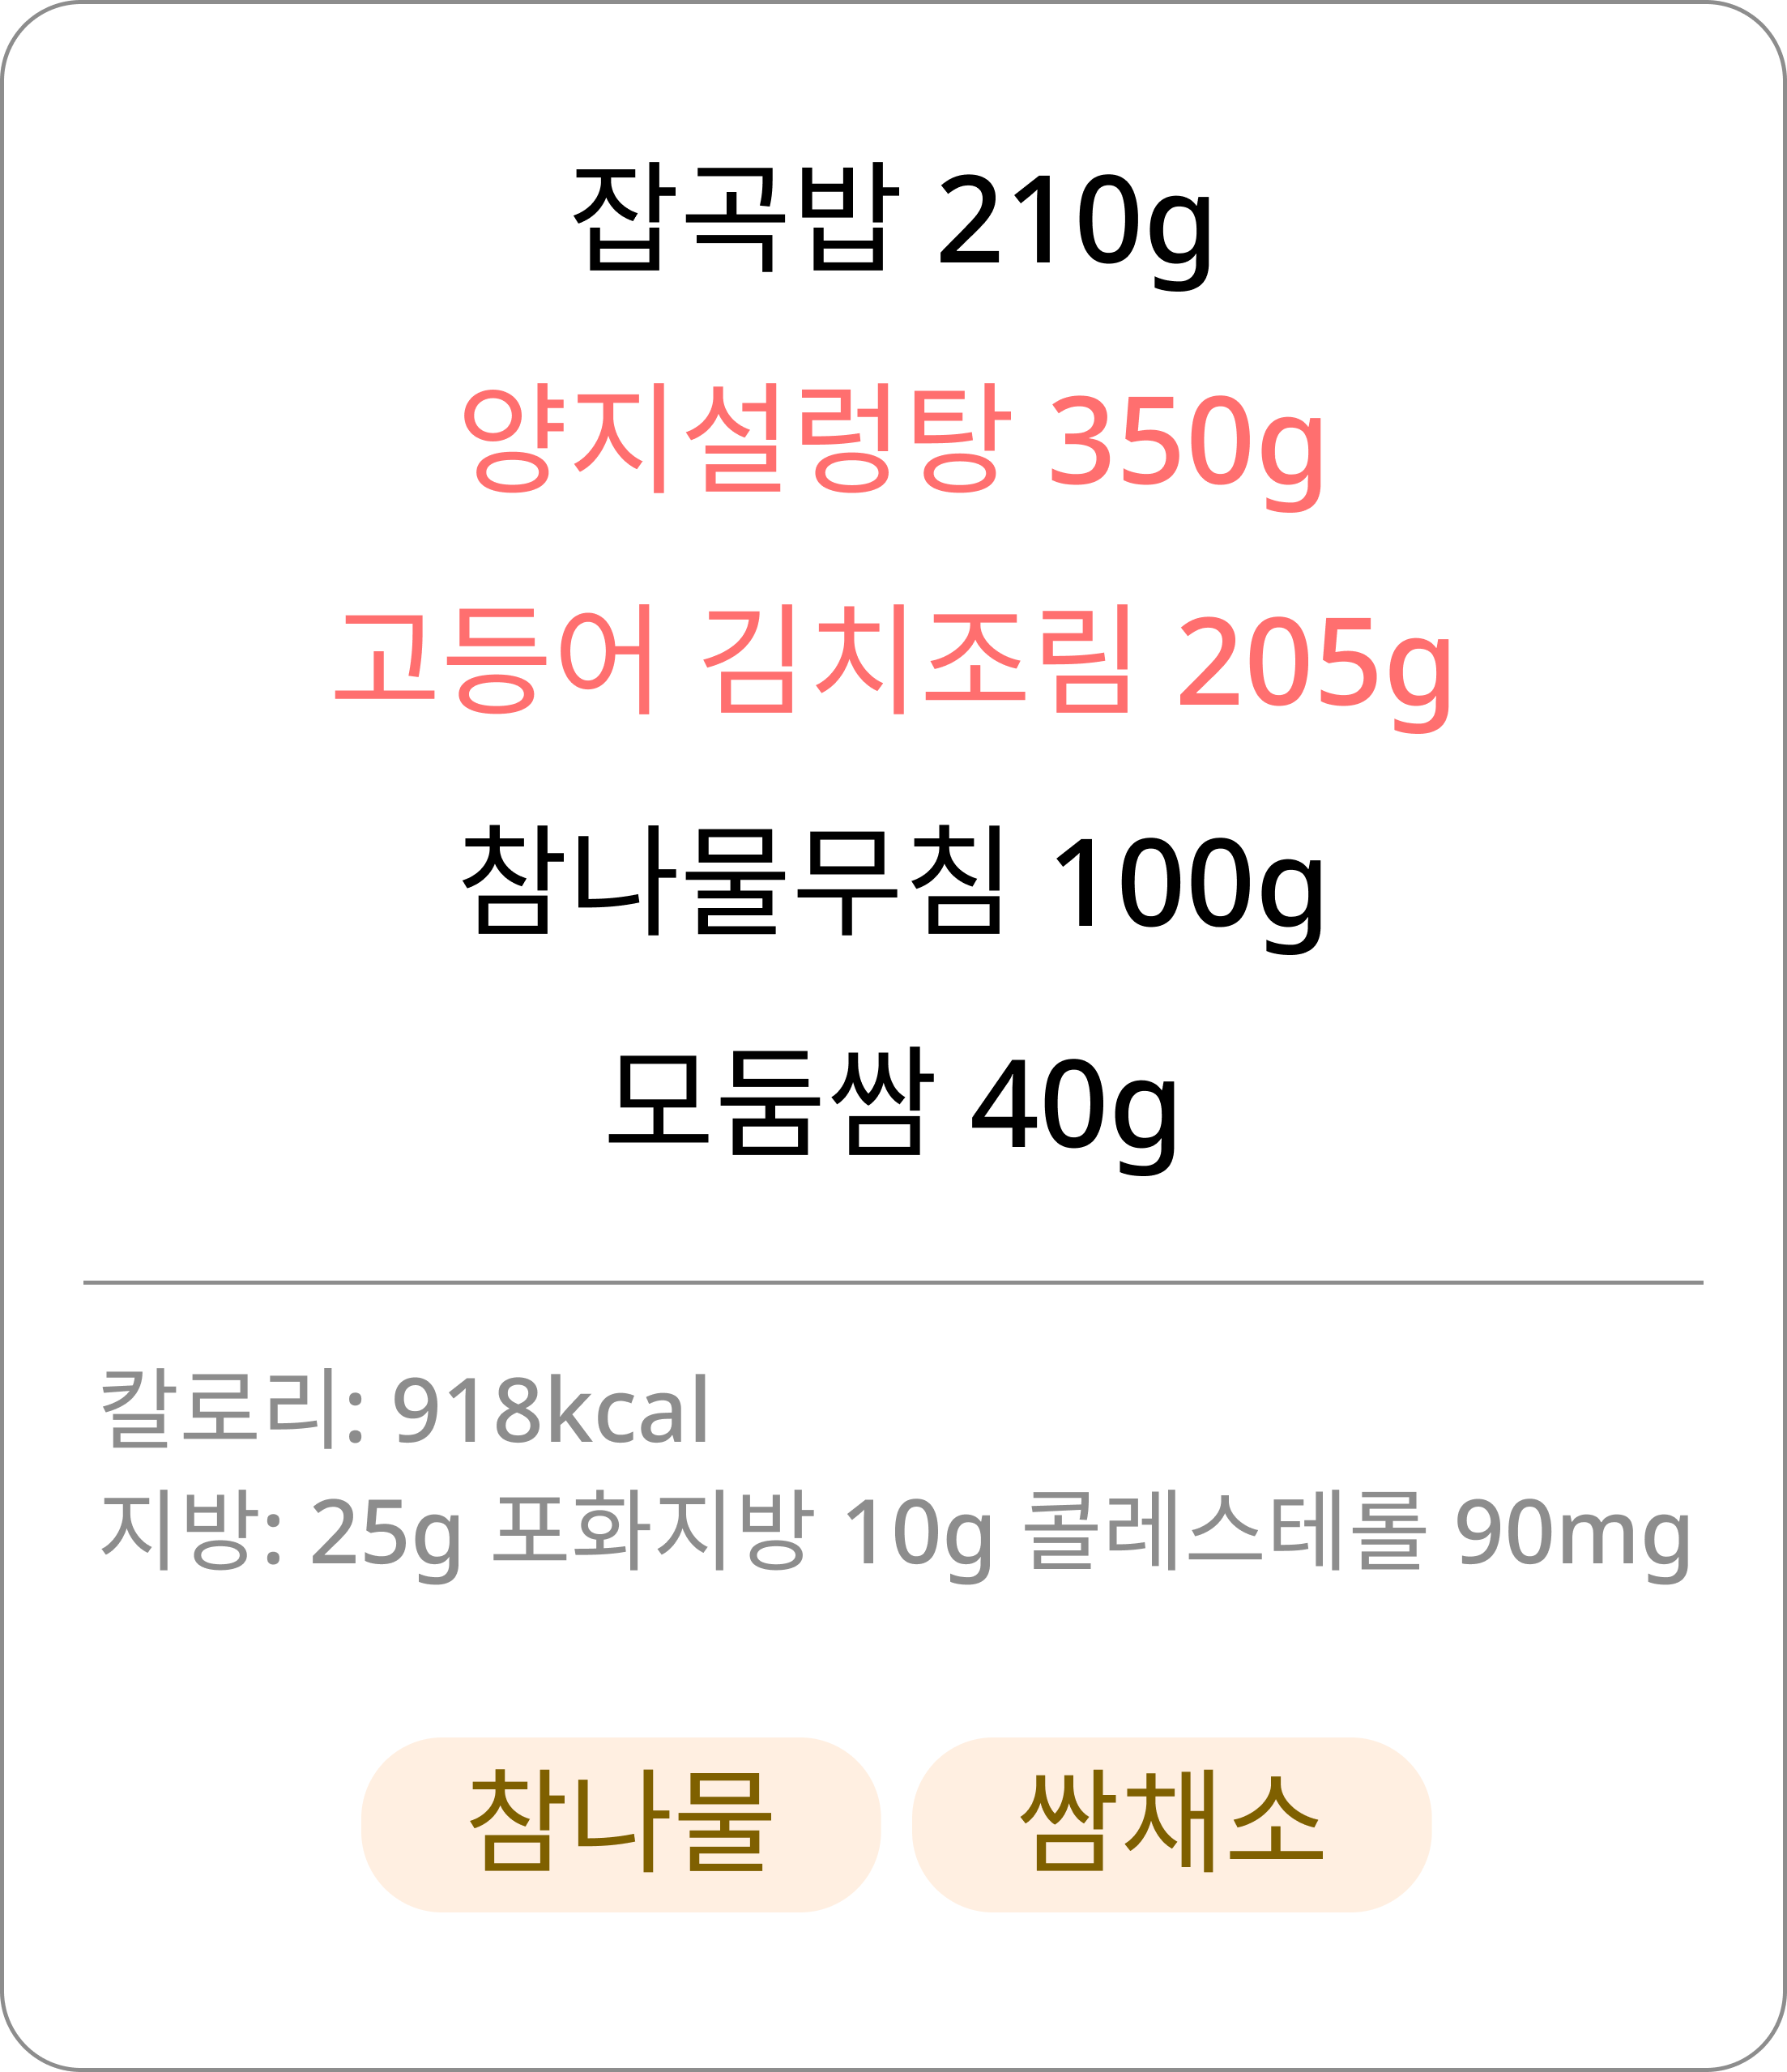 잡곡밥 210g
양지설렁탕 350g
고등어 김치조림 205g
참나물무침 100g
모둠쌈 40g
칼로리: 918kcal
지방: 25g 포화지방 10g 클레스테를 90mg
참나물 쌈채소